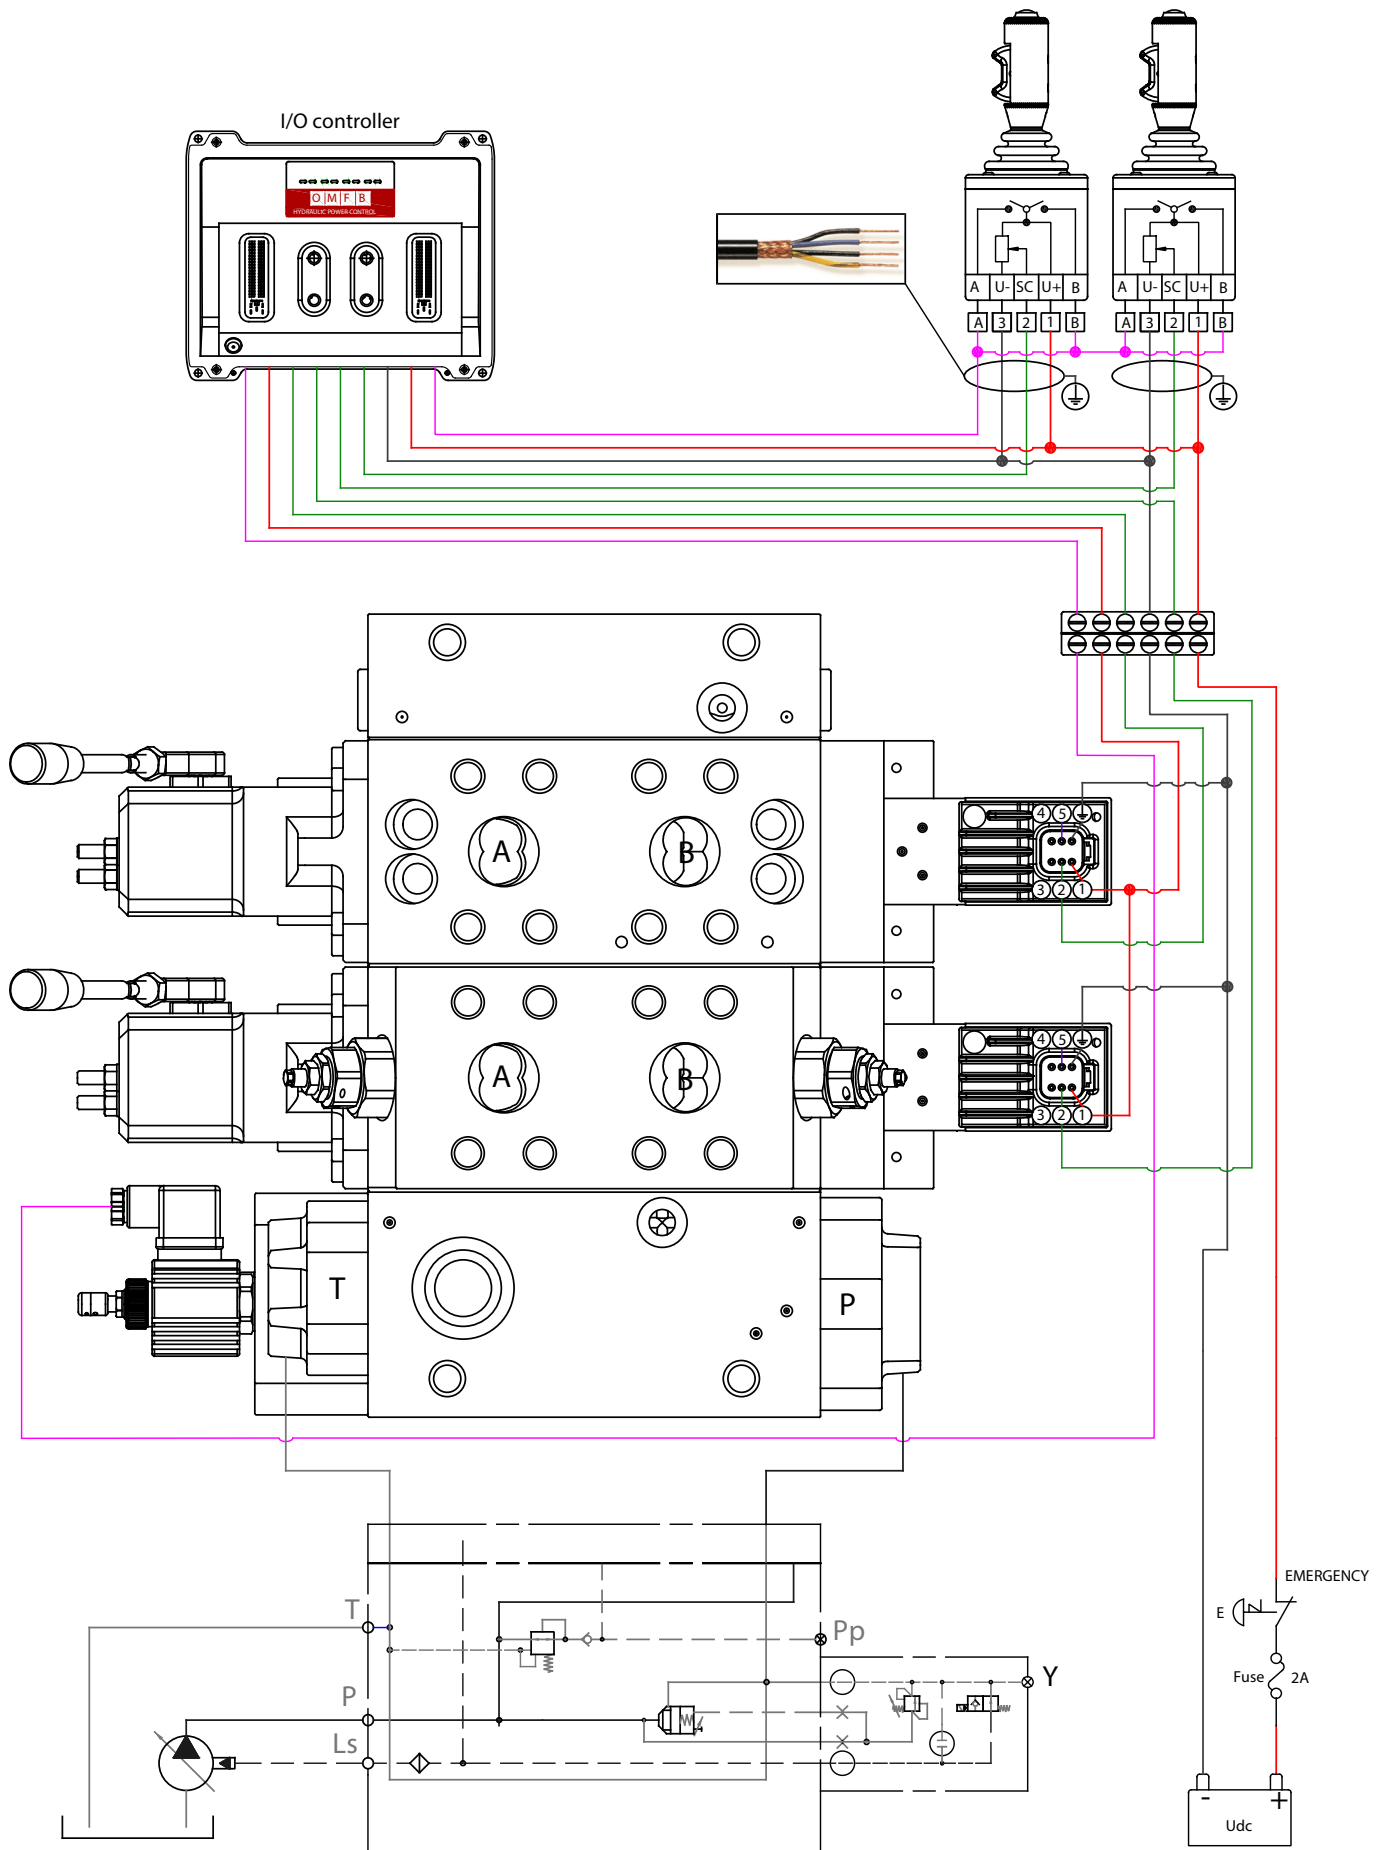 I/O controller
O M F B
HYDRAULIC POWER CONTROL
A U- SC U+ B
A 3 2 1 B
A U- SC U+ B
A 3 2 1 B
4 5
3 2 1
A B
4 5
3 2 1
A B
T
P
EMERGENCY
E
Fuse 2A
T
Pp
Y
P
Ls
- +
Udc